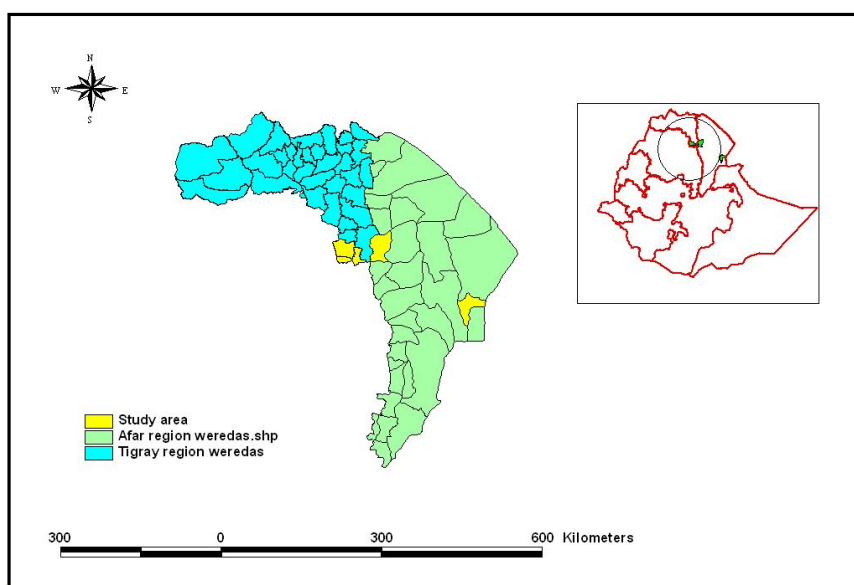 N
W E
S
Study area
Afar region weredas.shp
Tigray region weredas
300 0 300 600 Kilometers